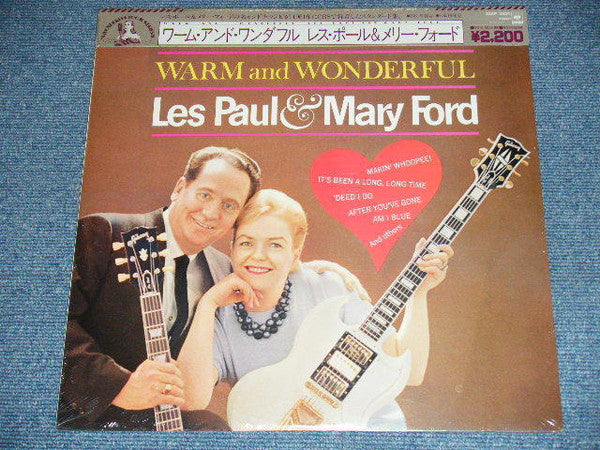 ワーム・アンド・ワンダフル レス・ポール&メリー・フォード
¥2,200
WARM and WONDERFUL
Les Paul & Mary Ford
MAKIN' WHOOPEE!
IT'S BEEN A LONG, LONG TIME
'DEED I DO
AFTER YOU'VE GONE
AM I BLUE
And others
Gibson
Gibson